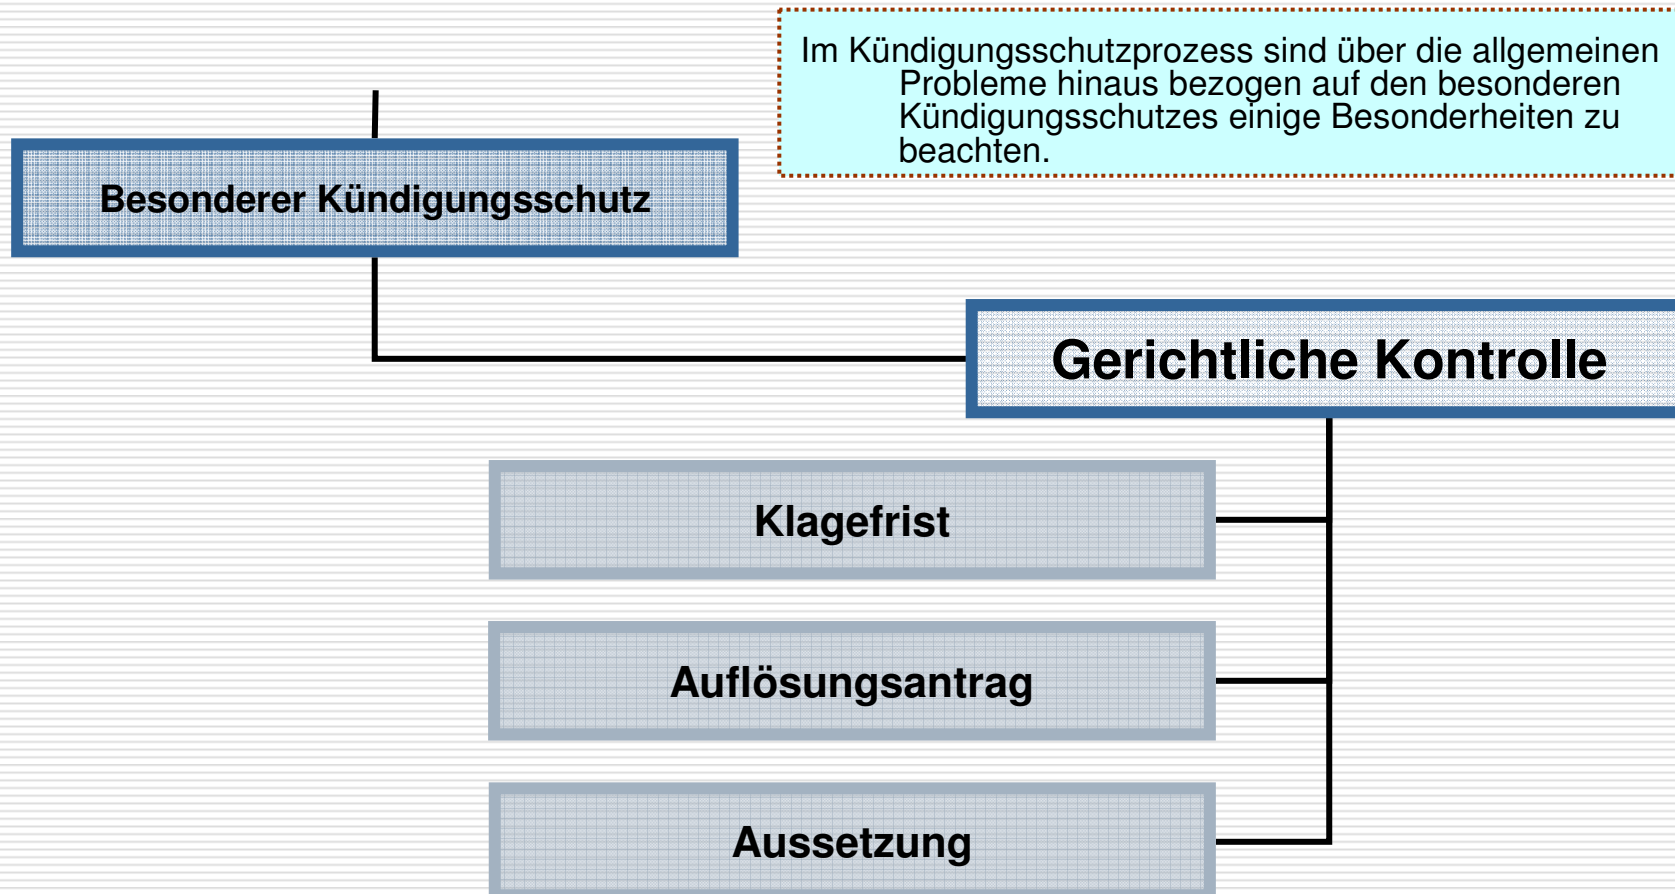 Im Kündigungsschutzprozess sind über die allgemeinen
Probleme hinaus bezogen auf den besonderen
Kündigungsschutzes einige Besonderheiten zu
beachten.
Besonderer Kündigungsschutz
Gerichtliche Kontrolle
Klagefrist
Auflösungsantrag
Aussetzung